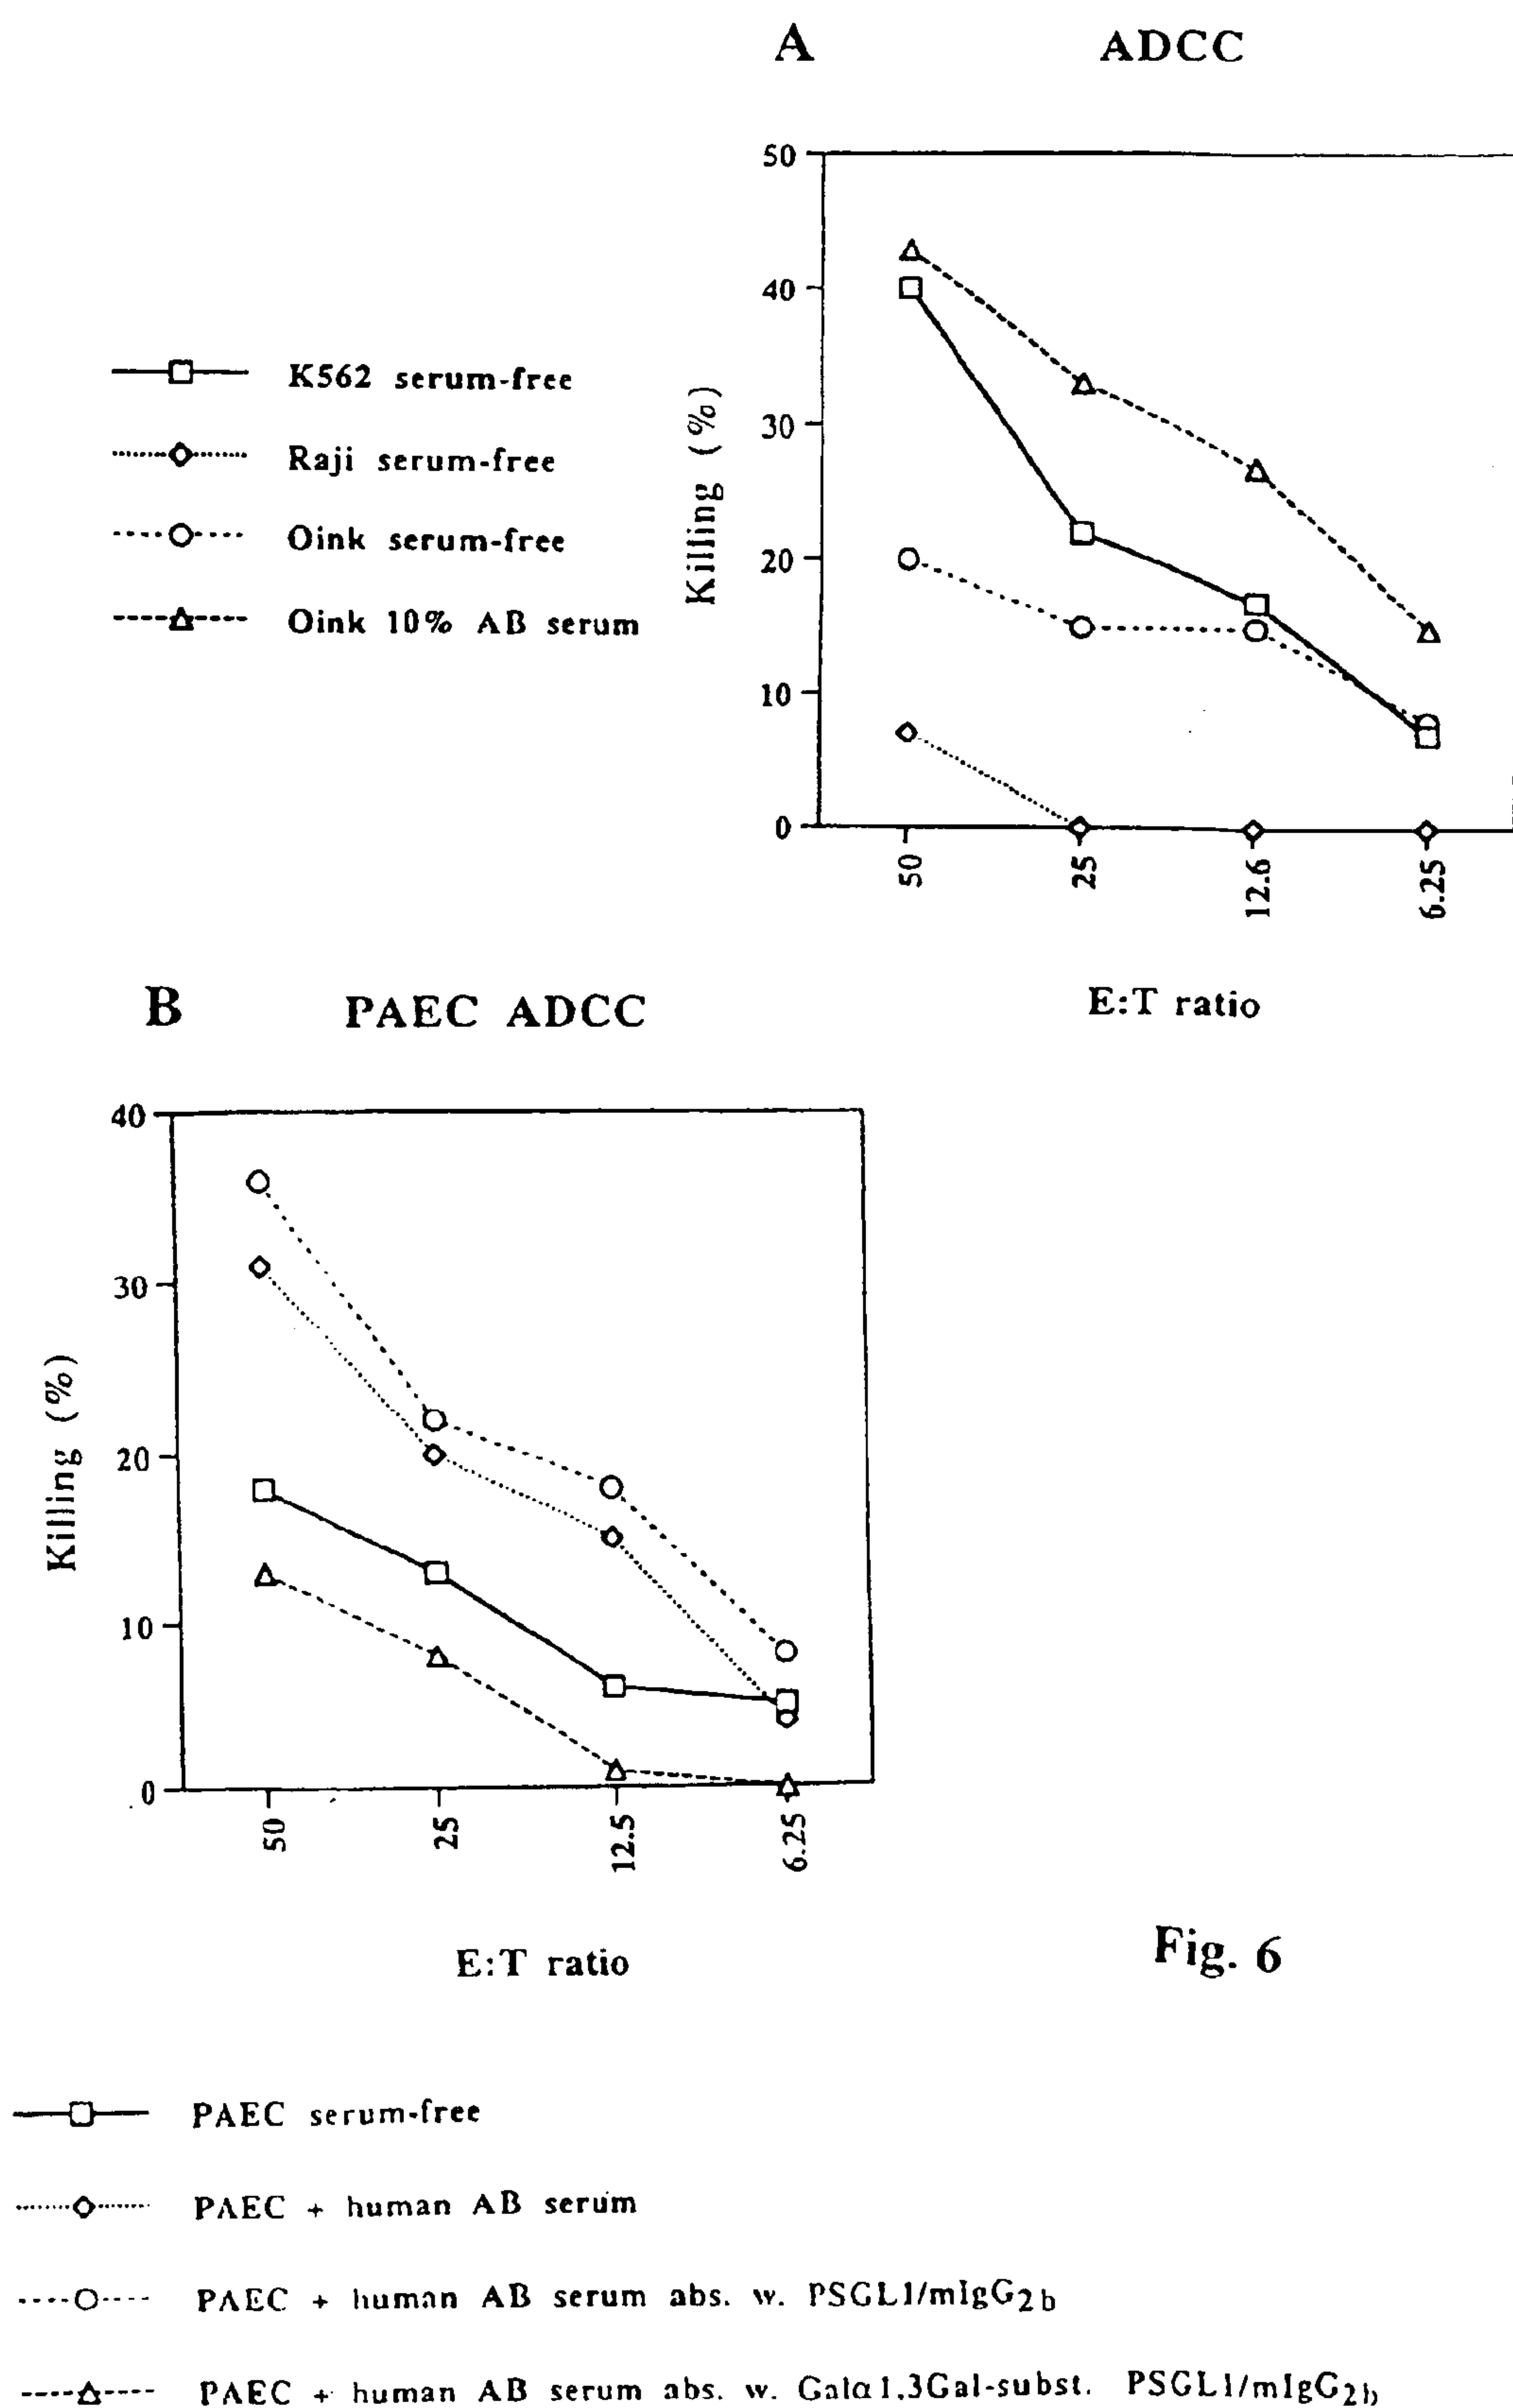 A ADCC
50
40
30
20
10
0
Killing (%)
50
25
12.6
6.25
E:T ratio
K562 serum-free
Raji serum-free
Oink serum-free
Oink 10% AB serum
B PAEC ADCC
40
30
20
10
0
Killing (%)
50
25
12.5
6.25
E:T ratio
Fig. 6
PAEC serum-free
PAEC + human AB serum
PAEC + human AB serum abs. w. PSGL1/mIgG2b
PAEC + human AB serum abs. w. Galα1,3Gal-subst. PSGL1/mIgG2b